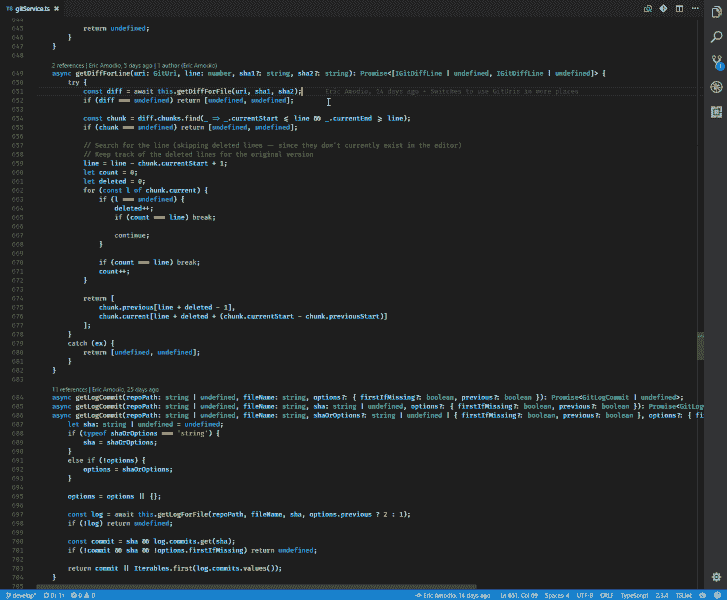 gitService.ts
644
645 return undefined;
646 }
647 }
648
2 references | Eric Amodio, 3 days ago | 1 author (Eric Amodio)
649 async getDiffForLine(uri: GitUri, line: number, sha1?: string, sha2?: string): Promise<[IGitDiffLine | undefined, IGitDiffLine | undefined]> {
650 try {
651 const diff = await this.getDiffForFile(uri, sha1, sha2); Eric Amodio, 14 days ago • Switches to use GitUris in more places
652 if (diff === undefined) return [undefined, undefined];
653
654 const chunk = diff.chunks.find(_ => _.currentStart <= line && _.currentEnd >= line);
655 if (chunk === undefined) return [undefined, undefined];
656
657 // Search for the line (skipping deleted lines -- since they don't currently exist in the editor)
658 // Keep track of the deleted lines for the original version
659 line = line - chunk.currentStart + 1;
660 let count = 0;
661 let deleted = 0;
662 for (const l of chunk.current) {
663 if (l === undefined) {
664 deleted++;
665 if (count === line) break;
666
667 continue;
668 }
669
670 if (count === line) break;
671 count++;
672 }
673
674 return [
675 chunk.previous[line + deleted - 1],
676 chunk.current[line + deleted + (chunk.currentStart - chunk.previousStart)]
677 ];
678 }
679 catch (ex) {
680 return [undefined, undefined];
681 }
682 }
683
11 references | Eric Amodio, 25 days ago
684 async getLogCommit(repoPath: string | undefined, fileName: string, options?: { firstIfMissing?: boolean, previous?: boolean }): Promise<GitLogCommit | undefined>;
685 async getLogCommit(repoPath: string | undefined, fileName: string, sha: string | undefined, options?: { firstIfMissing?: boolean, previous?: boolean }): Promise<GitLog
686 async getLogCommit(repoPath: string | undefined, fileName: string, shaOrOptions?: string | undefined | { firstIfMissing?: boolean, previous?: boolean }, options?: { fi
687 let sha: string | undefined = undefined;
688 if (typeof shaOrOptions === 'string') {
689 sha = shaOrOptions;
690 }
691 else if (!options) {
692 options = shaOrOptions;
693 }
694
695 options = options || {};
696
697 const log = await this.getLogForFile(repoPath, fileName, sha, options.previous ? 2 : 1);
698 if (!log) return undefined;
699
700 const commit = sha && log.commits.get(sha);
701 if (!commit && sha && !options.firstIfMissing) return undefined;
702
703 return commit || Iterables.first(log.commits.values());
704 }
705
develop* 0↓ 1↑ 0 0 Eric Amodio, 14 days ago Ln 651, Col 69 Spaces: 4 UTF-8 CRLF TypeScript 2.3.4 TSLint